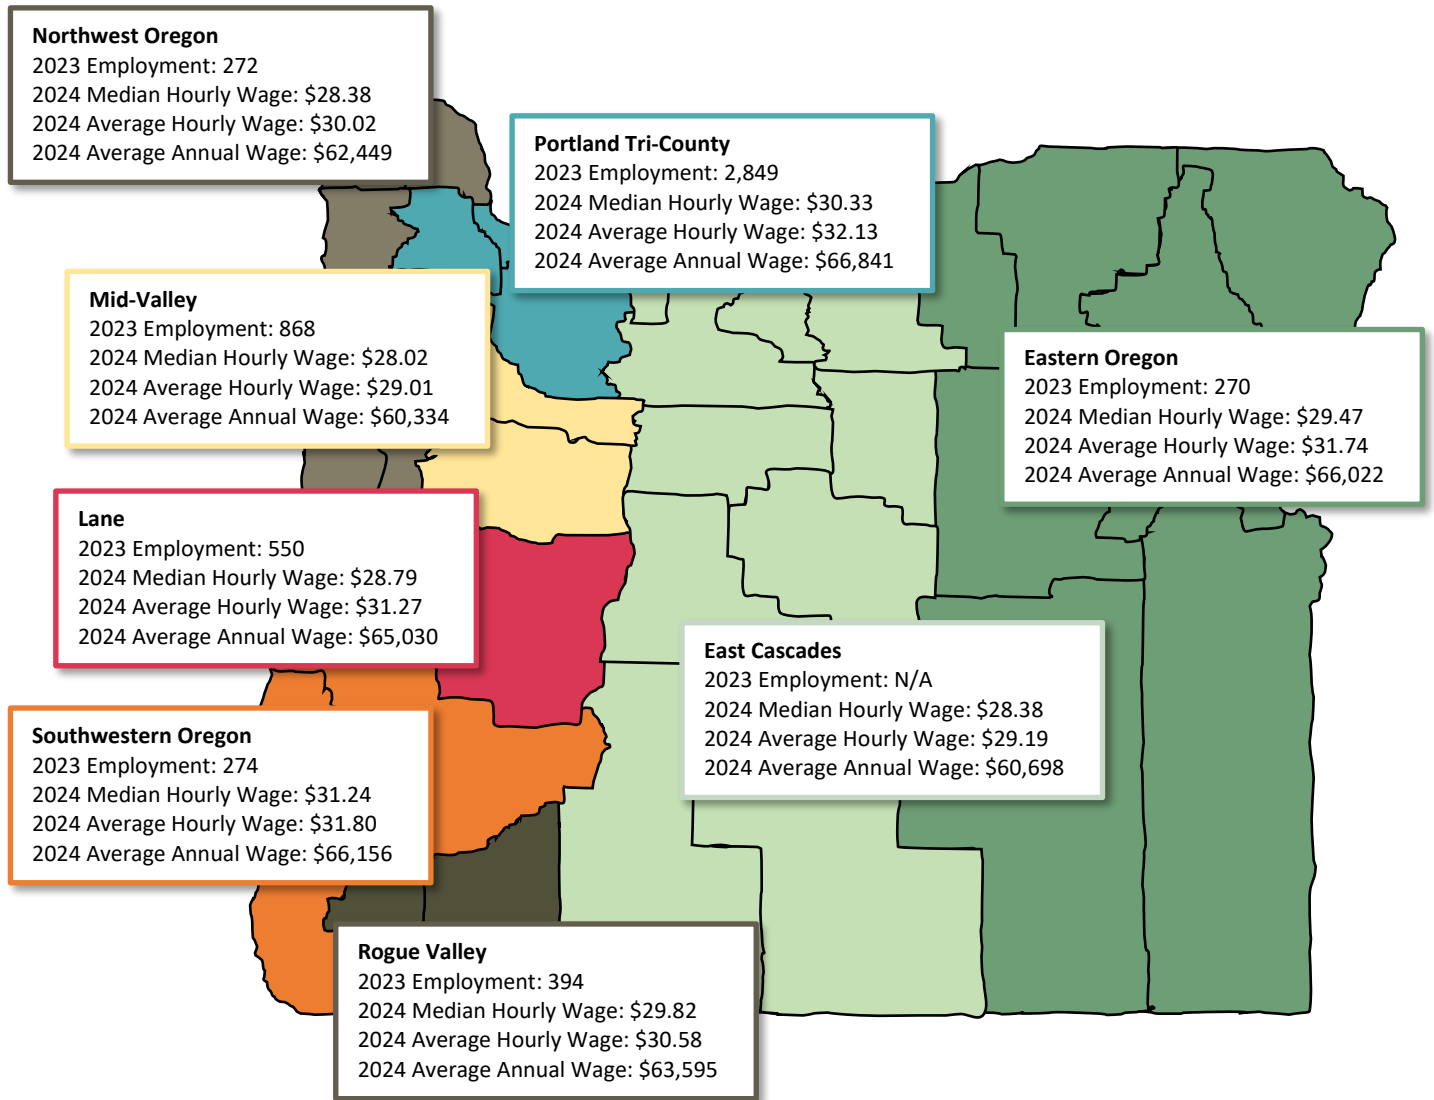 Northwest Oregon
2023 Employment: 272
2024 Median Hourly Wage: $28.38
2024 Average Hourly Wage: $30.02
2024 Average Annual Wage: $62,449
Portland Tri-County
2023 Employment: 2,849
2024 Median Hourly Wage: $30.33
2024 Average Hourly Wage: $32.13
2024 Average Annual Wage: $66,841
Mid-Valley
2023 Employment: 868
2024 Median Hourly Wage: $28.02
2024 Average Hourly Wage: $29.01
2024 Average Annual Wage: $60,334
Eastern Oregon
2023 Employment: 270
2024 Median Hourly Wage: $29.47
2024 Average Hourly Wage: $31.74
2024 Average Annual Wage: $66,022
Lane
2023 Employment: 550
2024 Median Hourly Wage: $28.79
2024 Average Hourly Wage: $31.27
2024 Average Annual Wage: $65,030
East Cascades
2023 Employment: N/A
2024 Median Hourly Wage: $28.38
2024 Average Hourly Wage: $29.19
2024 Average Annual Wage: $60,698
Southwestern Oregon
2023 Employment: 274
2024 Median Hourly Wage: $31.24
2024 Average Hourly Wage: $31.80
2024 Average Annual Wage: $66,156
Rogue Valley
2023 Employment: 394
2024 Median Hourly Wage: $29.82
2024 Average Hourly Wage: $30.58
2024 Average Annual Wage: $63,595